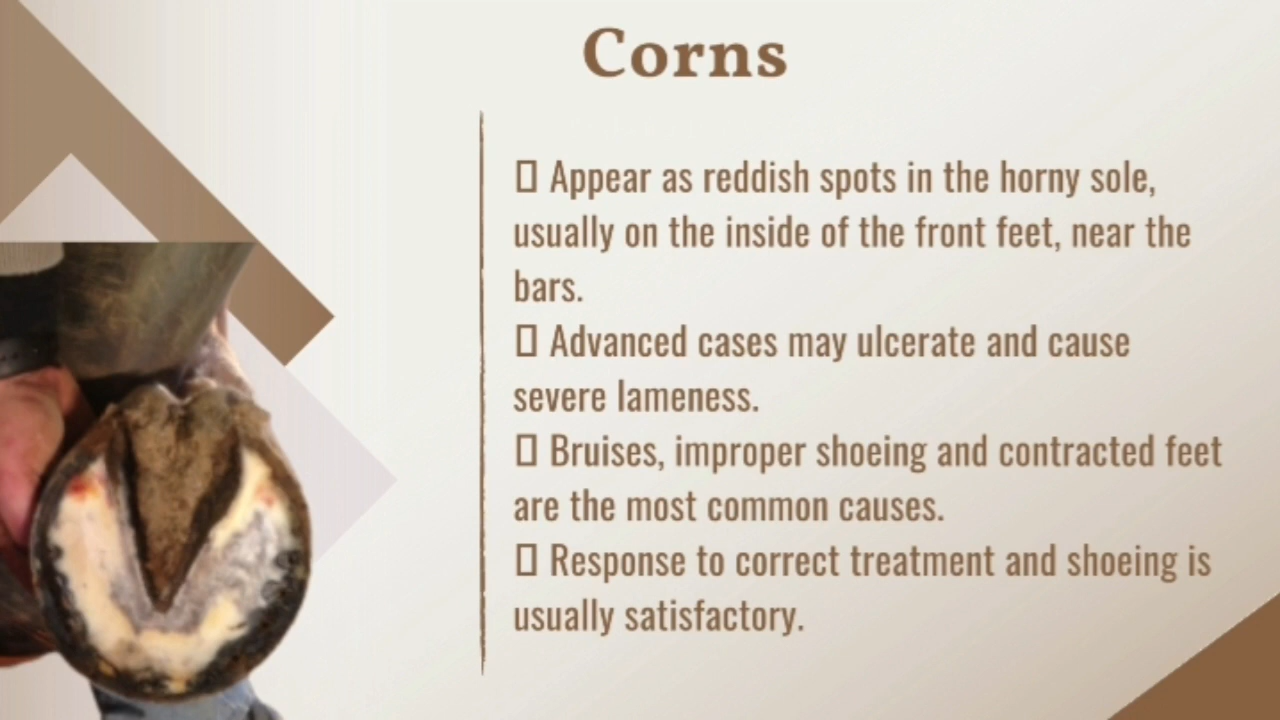 Corns
▯ Appear as reddish spots in the horny sole,
usually on the inside of the front feet, near the
bars.
▯ Advanced cases may ulcerate and cause
severe lameness.
▯ Bruises, improper shoeing and contracted feet
are the most common causes.
▯ Response to correct treatment and shoeing is
usually satisfactory.